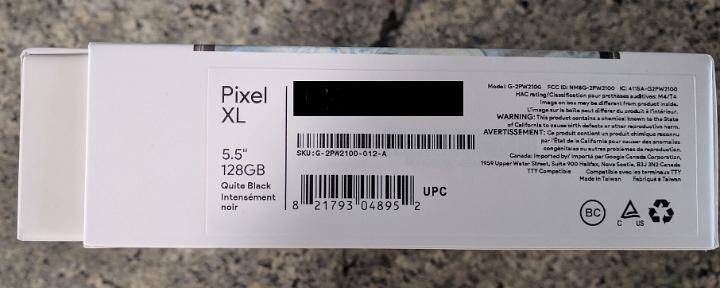 Pixel
XL
5.5"
128GB
Quite Black
Intensément
noir
SKU:G-2PW2100-012-A
8 21793 04895 2
UPC
Model: G-2PW2100 FCC ID: NM8G-2PW2100 IC: 4115A-G2PW2100
HAC rating/Classification pour prothèses auditives: M4/T4
Image on box may be different from product inside.
L'image sur la boîte peut différer du produit à l'intérieur.
WARNING: This product contains a chemical known to the State
of California to cause birth defects or other reproductive harm.
AVERTISSEMENT: Ce produit contient un produit chimique reconnu
par l'État de la Californie pour causer des anomalies
congénitales ou autres problèmes de reproduction.
Canada: Imported by/ Importé par Google Canada Corporation,
1959 Upper Water Street, Suite 900 Halifax, Nova Scotia, B3J 3N2 Canada
TTY Compatible Compatible avec les terminaux TTY
Made in Taiwan Fabriqué à Taiwan
BC
C US